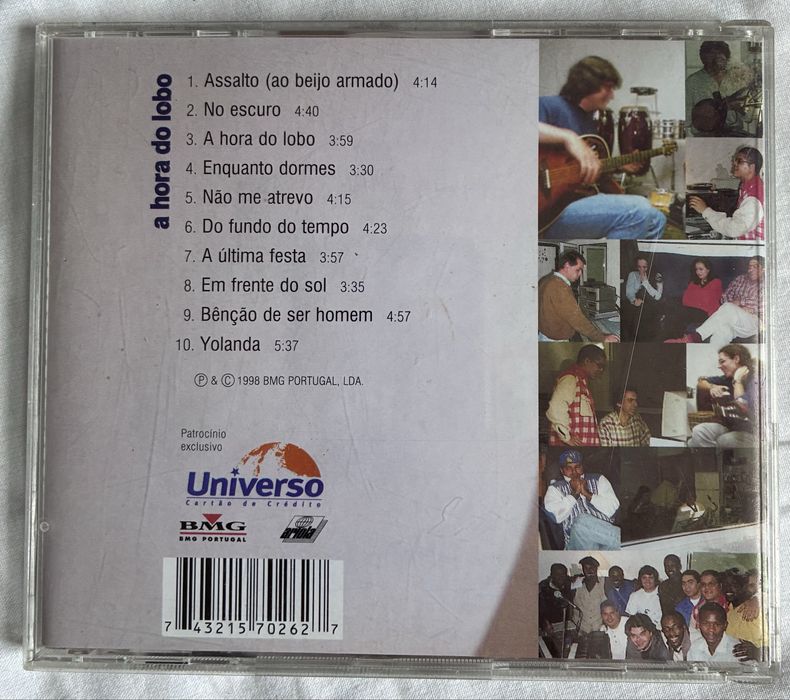 a hora do lobo
1. Assalto (ao beijo armado) 4:14
2. No escuro 4:40
3. A hora do lobo 3:59
4. Enquanto dormes 3:30
5. Não me atrevo 4:15
6. Do fundo do tempo 4:23
7. A última festa 3:57
8. Em frente do sol 3:35
9. Bênção de ser homem 4:57
10. Yolanda 5:37
Ⓟ & © 1998 BMG PORTUGAL, LDA.
Patrocínio
exclusivo
Universo
Cartão de Crédito
BMG
BMG PORTUGAL
ariola
7 43215 70262 7